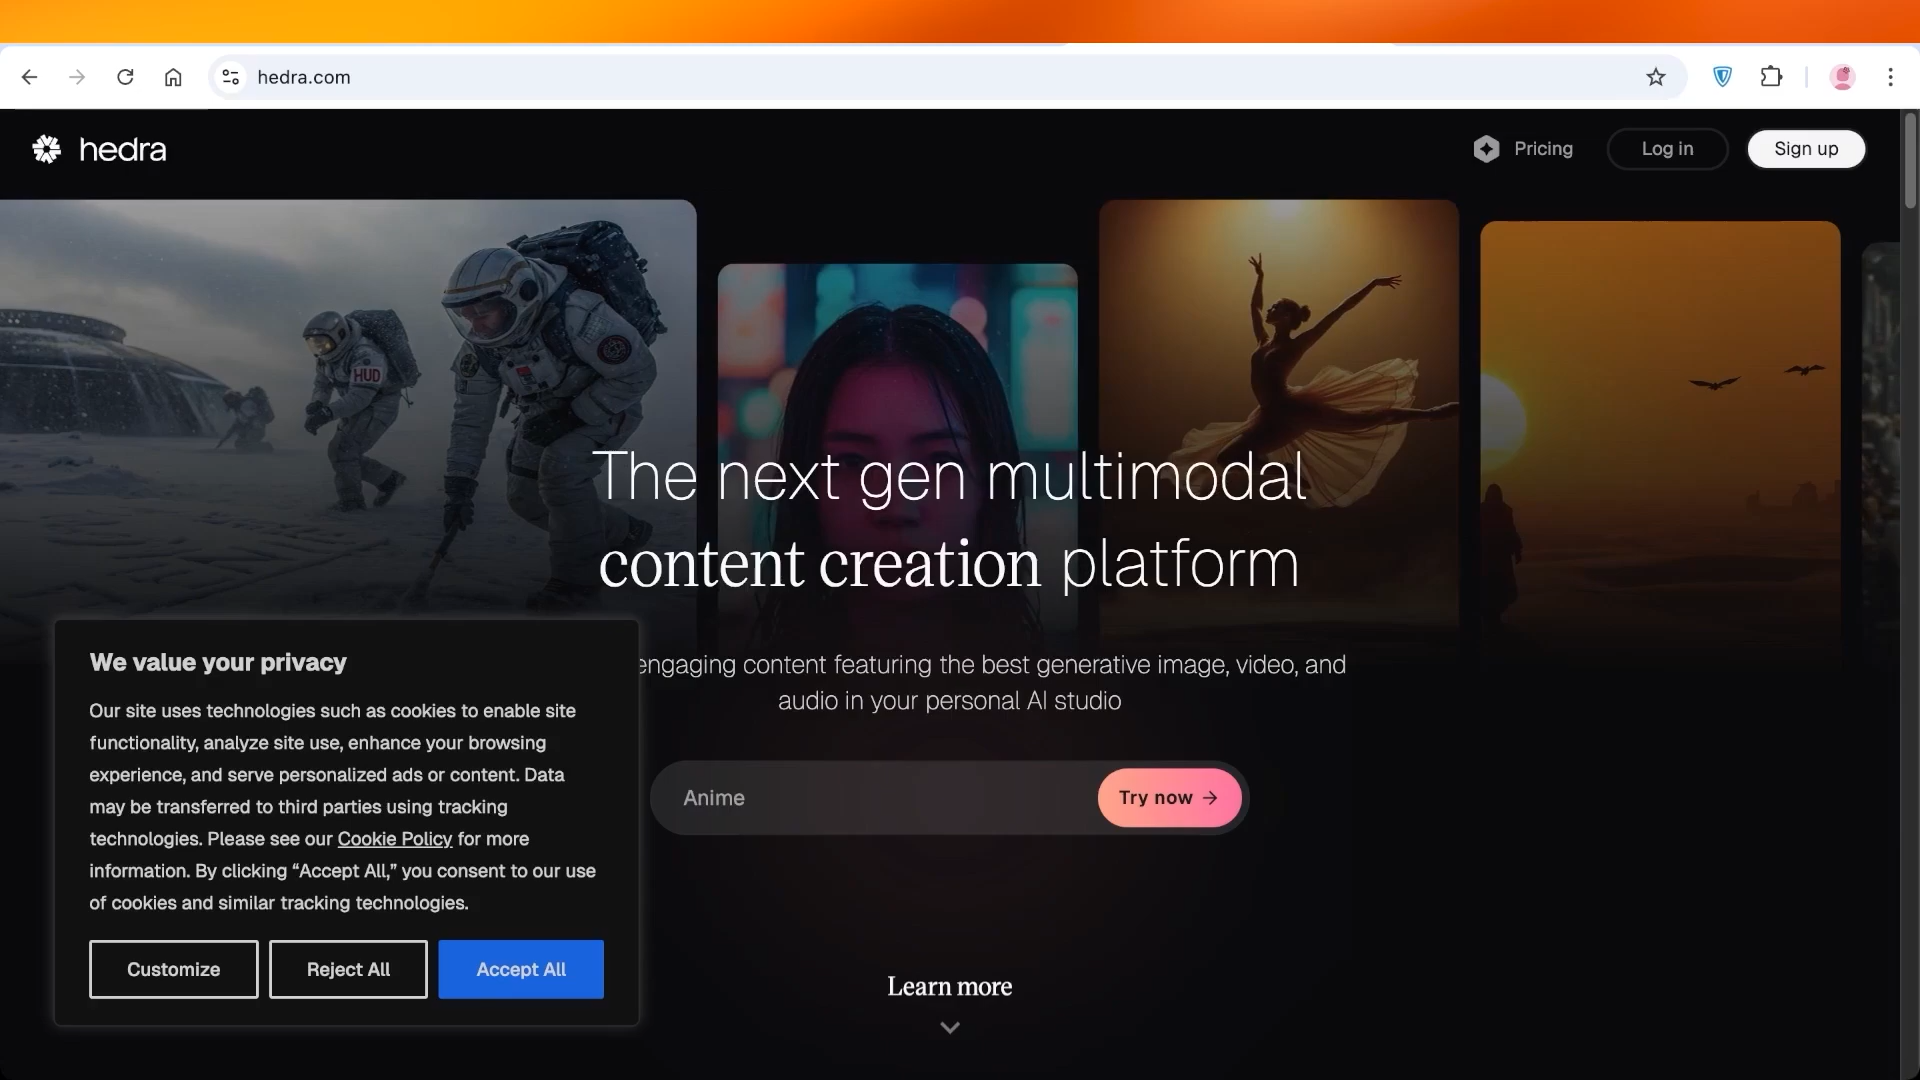 hedra.com
hedra
Pricing
Log in
Sign up
HUD
The next gen multimodal
content creation platform
engaging content featuring the best generative image, video, and
audio in your personal AI studio
Anime
Try now →
Learn more
We value your privacy
Our site uses technologies such as cookies to enable site
functionality, analyze site use, enhance your browsing
experience, and serve personalized ads or content. Data
may be transferred to third parties using tracking
technologies. Please see our Cookie Policy for more
information. By clicking “Accept All,” you consent to our use
of cookies and similar tracking technologies.
Customize
Reject All
Accept All